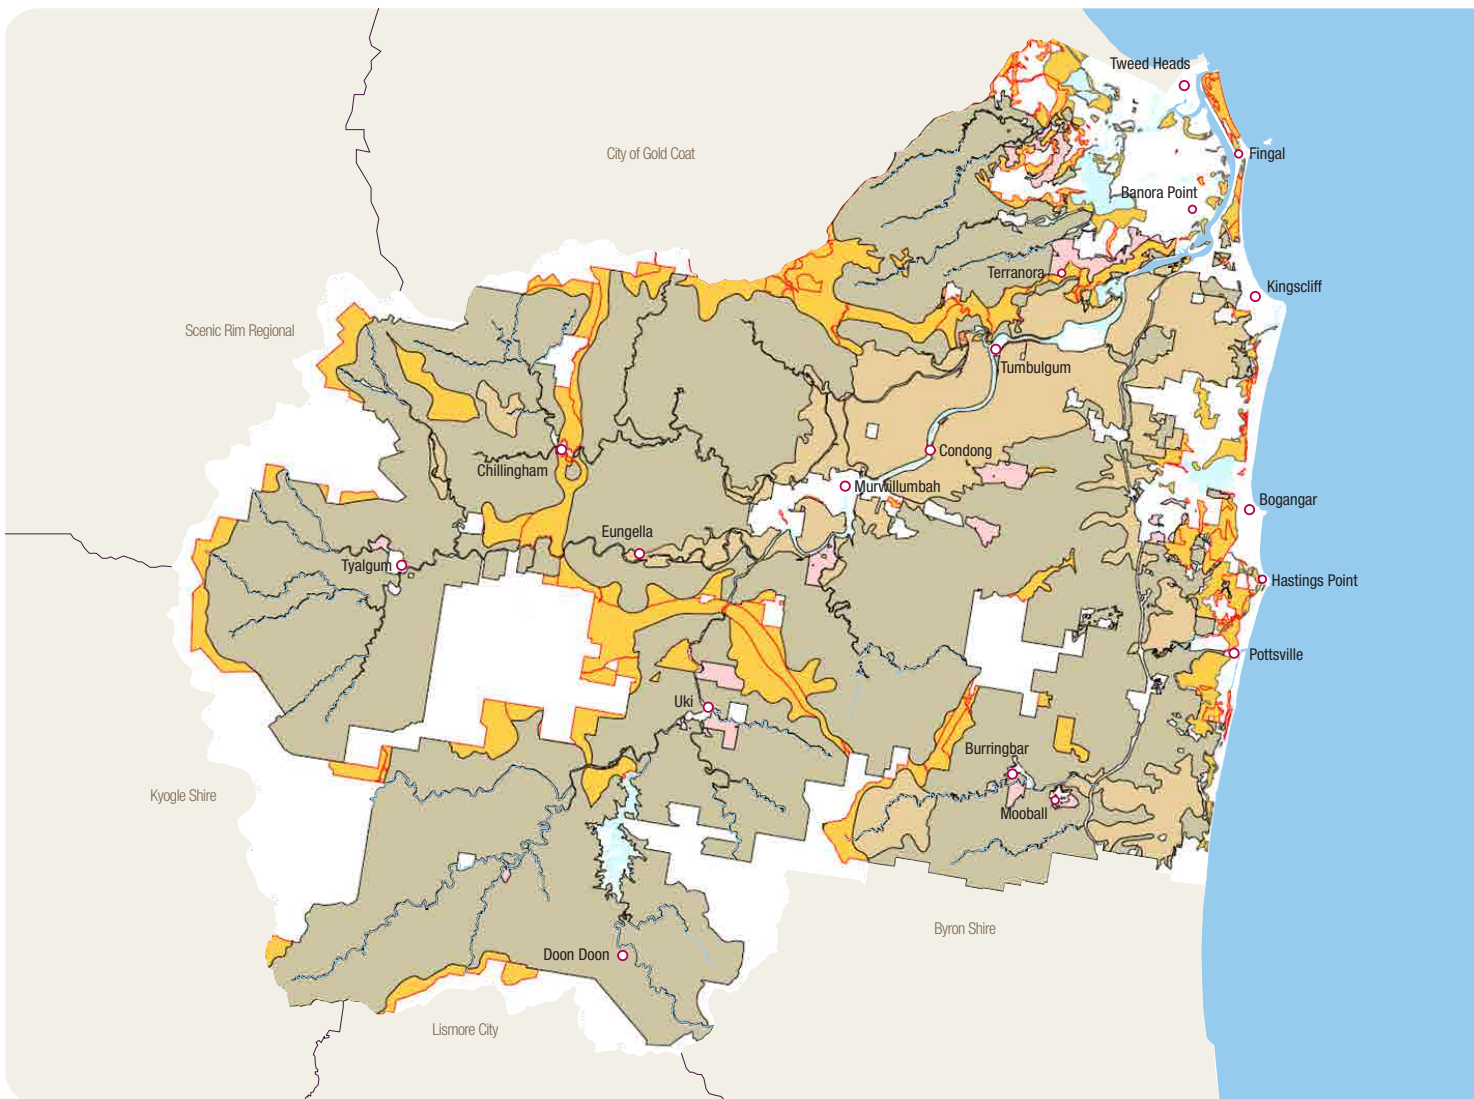 Tweed Heads
City of Gold Coat
Fingal
Banora Point
Terranora
Kingscliff
Scenic Rim Regional
Tumbulgum
Condong
Chillingham
Murwillumbah
Bogangar
Eungella
Tyalgum
Hastings Point
Pottsville
Uki
Burringbar
Kyogle Shire
Mooball
Byron Shire
Doon Doon
Lismore City